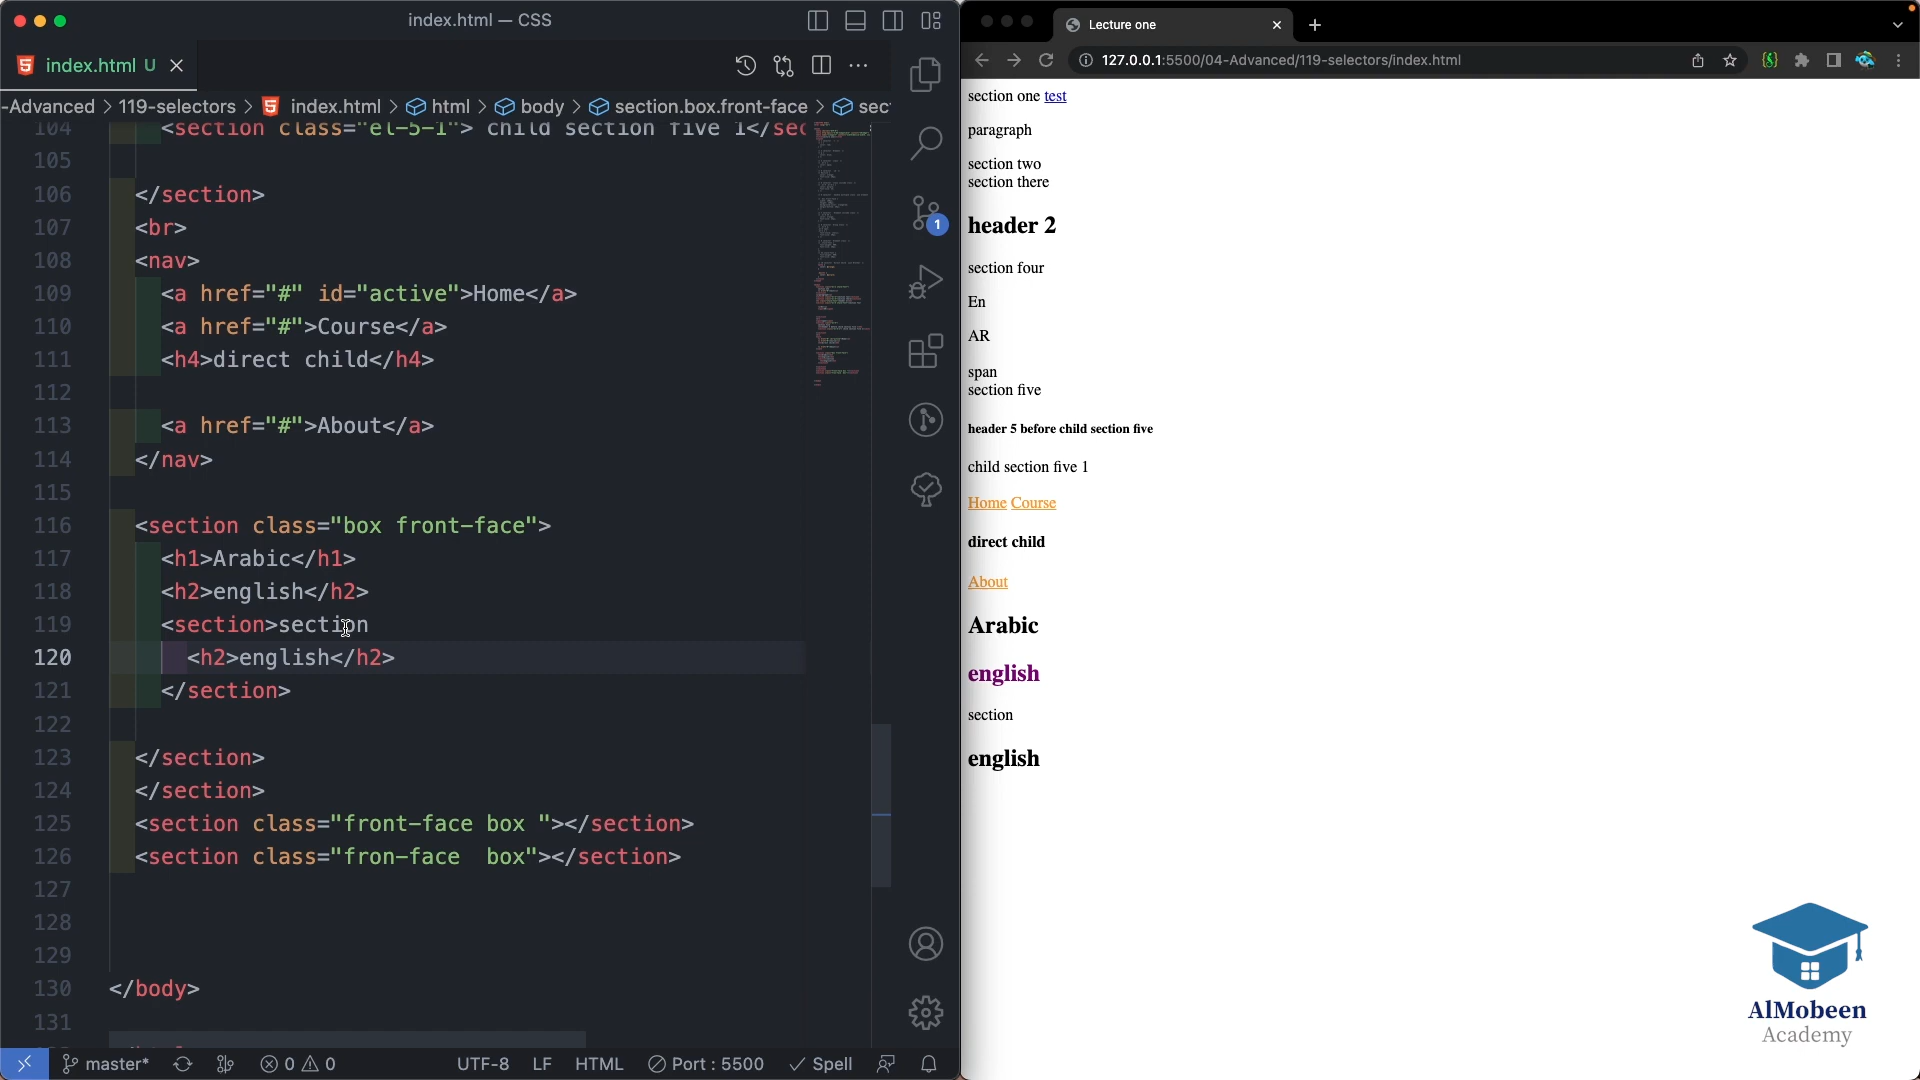 index.html — CSS
index.html U
-Advanced > 119-selectors > index.html > html > body > section.box.front-face > sec
104 <section class="el-5-1"> child section five 1</sec
105
106 </section>
107 <br>
108 <nav>
109 <a href="#" id="active">Home</a>
110 <a href="#">Course</a>
111 <h4>direct child</h4>
112
113 <a href="#">About</a>
114 </nav>
115
116 <section class="box front-face">
117 <h1>Arabic</h1>
118 <h2>english</h2>
119 <section>section
120 <h2>english</h2>
121 </section>
122
123 </section>
124 </section>
125 <section class="front-face box "></section>
126 <section class="fron-face  box"></section>
127
128
129
130 </body>
131
1
master* 0 0 UTF-8 LF HTML Port : 5500 Spell
Lecture one
127.0.0.1:5500/04-Advanced/119-selectors/index.html
section one test
paragraph
section two
section there
header 2
section four
En
AR
span
section five
header 5 before child section five
child section five 1
Home Course
direct child
About
Arabic
english
section
english
AlMobeen
Academy